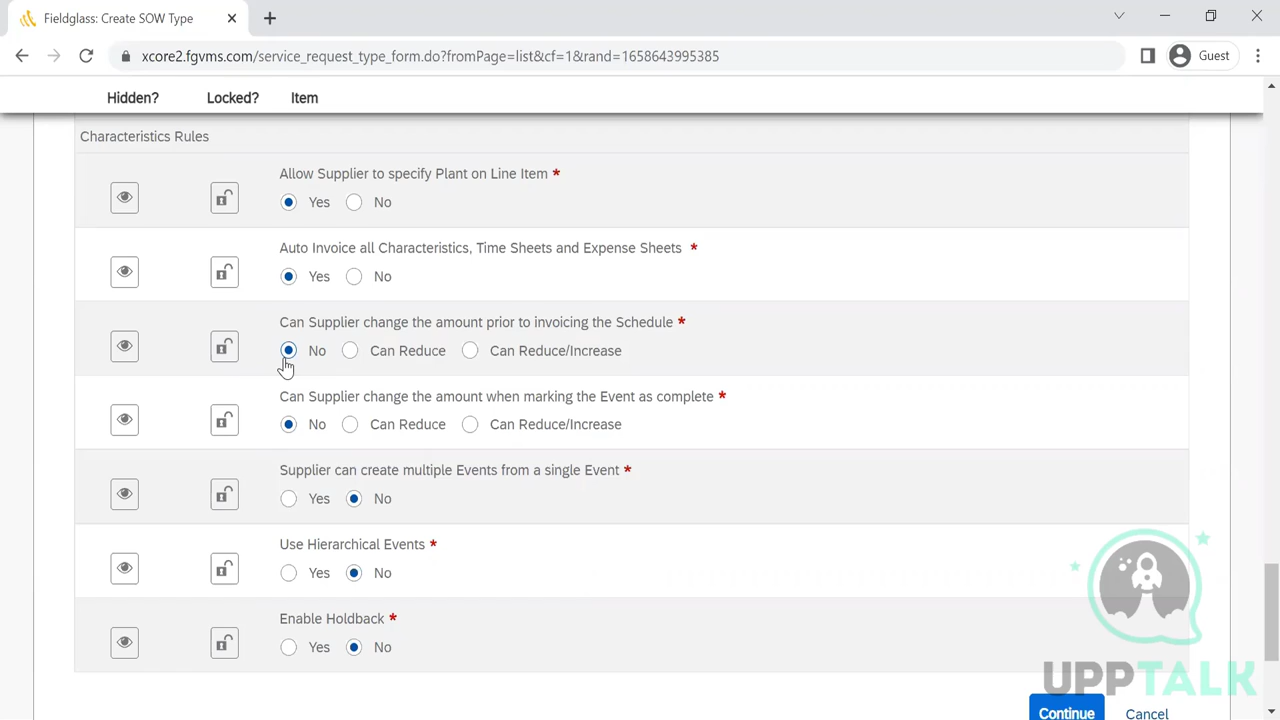 Fieldglass: Create SOW Type
xcore2.fgvms.com/service_request_type_form.do?fromPage=list&cf=1&rand=1658643995385
Guest
Hidden? Locked? Item
Characteristics Rules
Allow Supplier to specify Plant on Line Item *
Yes No
Auto Invoice all Characteristics, Time Sheets and Expense Sheets *
Yes No
Can Supplier change the amount prior to invoicing the Schedule *
No Can Reduce Can Reduce/Increase
Can Supplier change the amount when marking the Event as complete *
No Can Reduce Can Reduce/Increase
Supplier can create multiple Events from a single Event *
Yes No
Use Hierarchical Events *
Yes No
Enable Holdback *
Yes No
UPPTALK
Continue Cancel